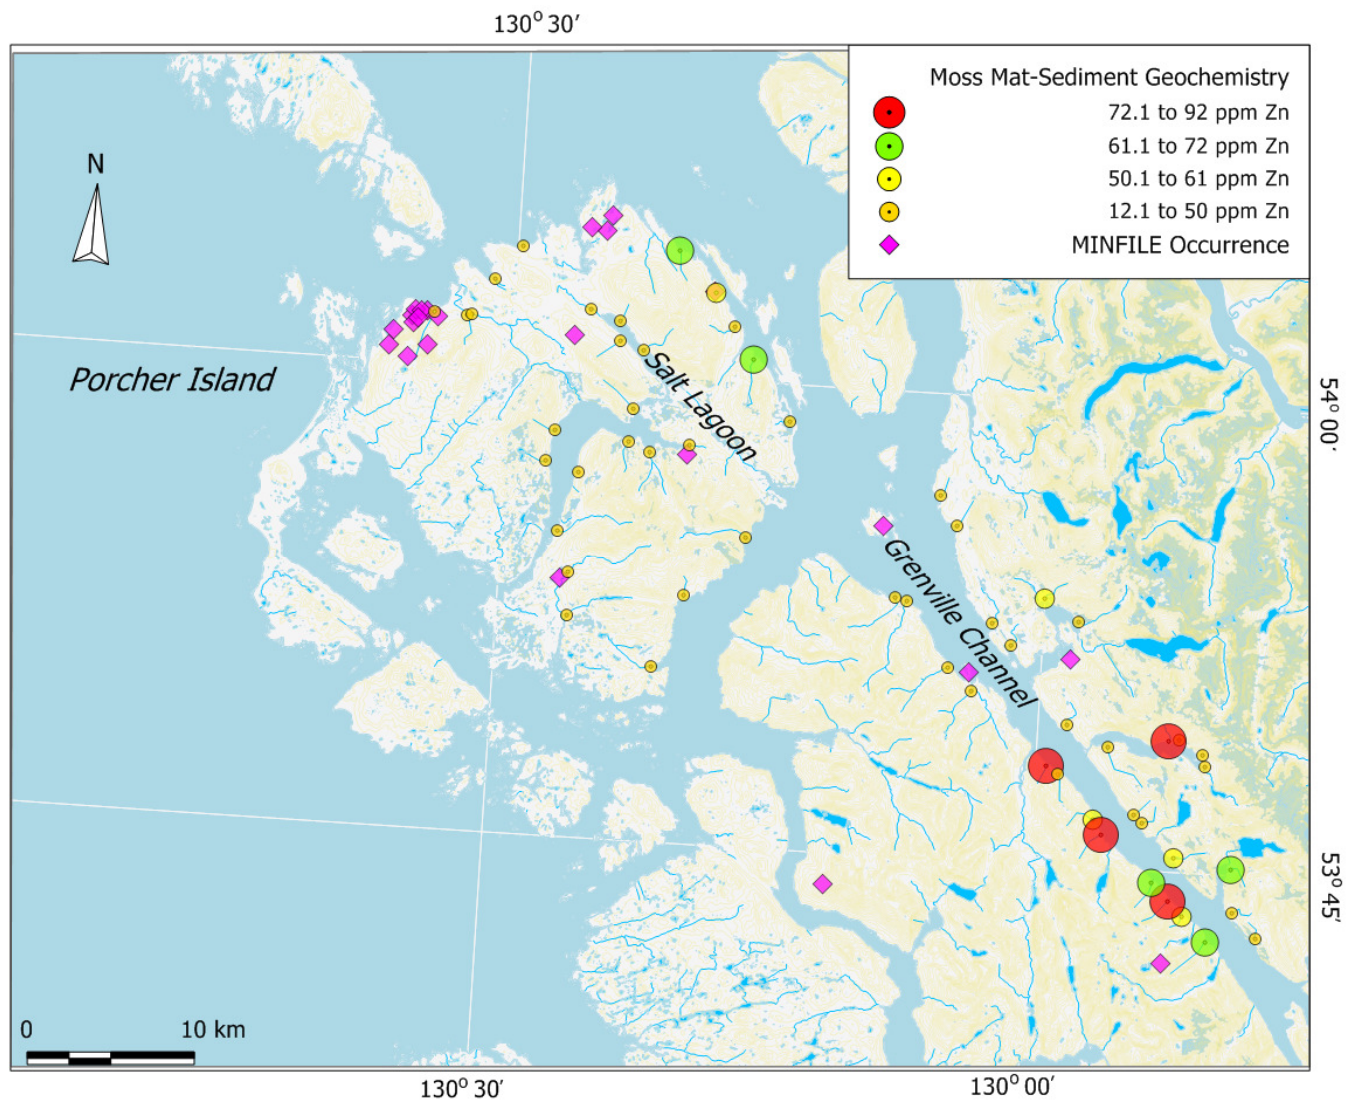 130° 30′
Moss Mat-Sediment Geochemistry
72.1 to 92 ppm Zn
61.1 to 72 ppm Zn
50.1 to 61 ppm Zn
12.1 to 50 ppm Zn
MINFILE Occurrence
N
Porcher Island
Salt Lagoon
54° 00′
Grenville Channel
53° 45′
0 10 km
130° 30′ 130° 00′